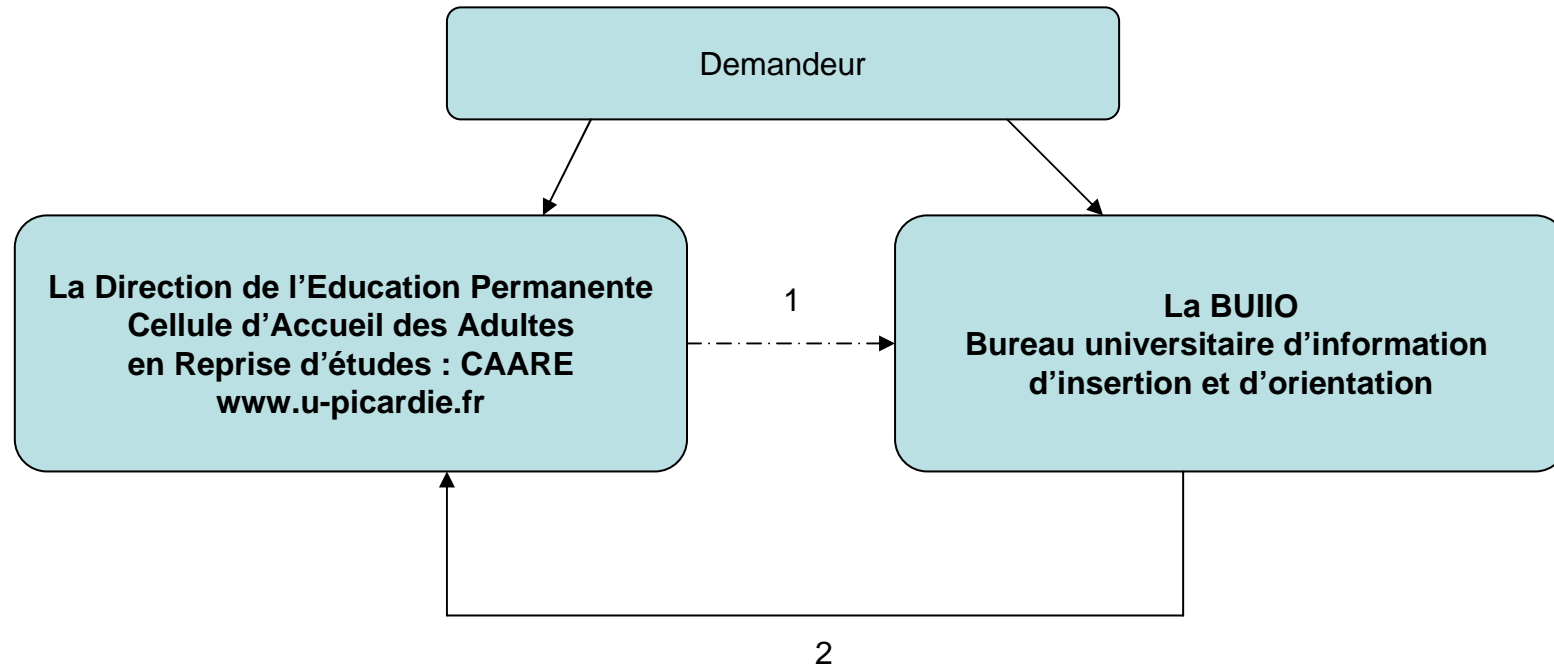 Demandeur
La Direction de l’Education Permanente
Cellule d’Accueil des Adultes
en Reprise d’études : CAARE
www.u-picardie.fr
1
La BUIIO
Bureau universitaire d’information
d’insertion et d’orientation
2